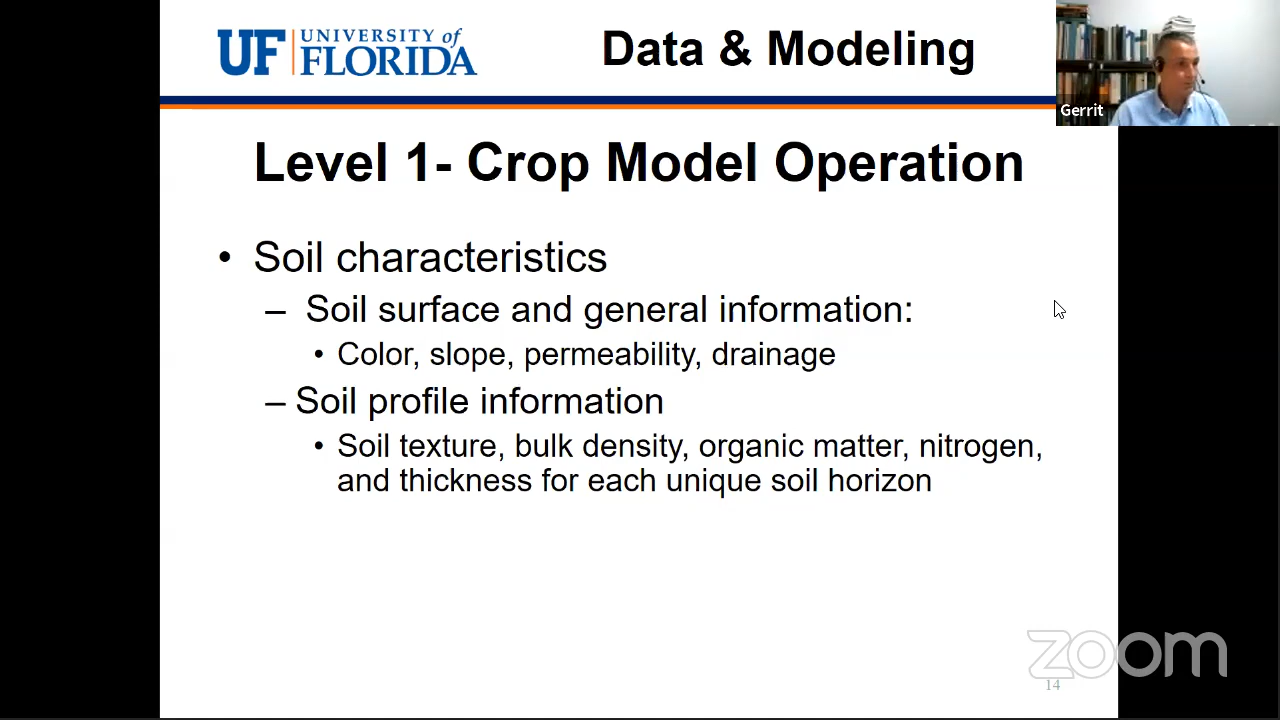 UF UNIVERSITY of
FLORIDA
Data & Modeling
Gerrit
Level 1- Crop Model Operation
• Soil characteristics
– Soil surface and general information:
• Color, slope, permeability, drainage
– Soil profile information
• Soil texture, bulk density, organic matter, nitrogen,
and thickness for each unique soil horizon
zoom
14